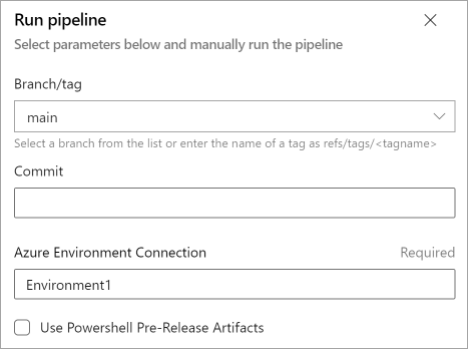 Run pipeline
Select parameters below and manually run the pipeline
Branch/tag
main
Select a branch from the list or enter the name of a tag as refs/tags/<tagname>
Commit
Azure Environment Connection Required
Environment1
Use Powershell Pre-Release Artifacts